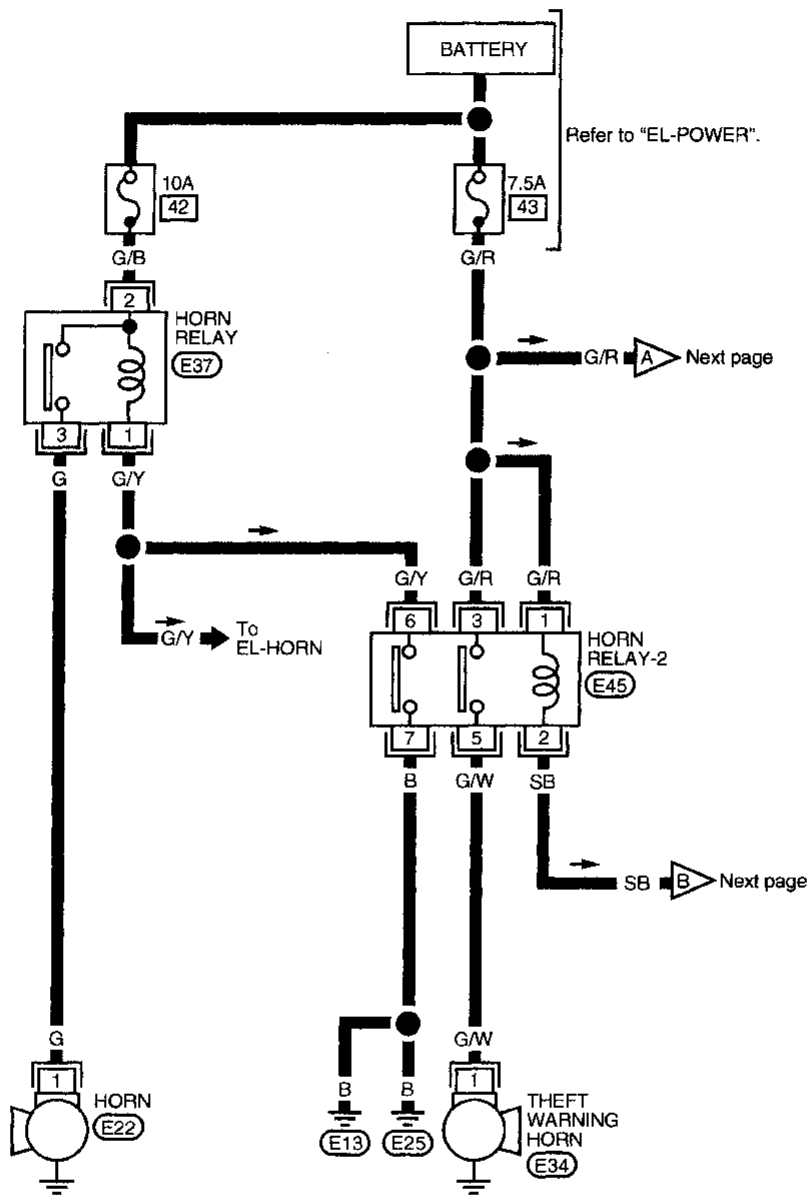 BATTERY
Refer to "EL-POWER".
10A
42
7.5A
43
G/B
G/R
2
HORN
RELAY
E37
G/R
A
Next page
3
1
G
G/Y
G/Y
G/R
G/R
G/Y
To
EL-HORN
6
3
1
HORN
RELAY-2
E45
7
5
2
B
G/W
SB
SB
B
Next page
G
G/W
1
1
B
B
HORN
E22
E13
E25
THEFT
WARNING
HORN
E34